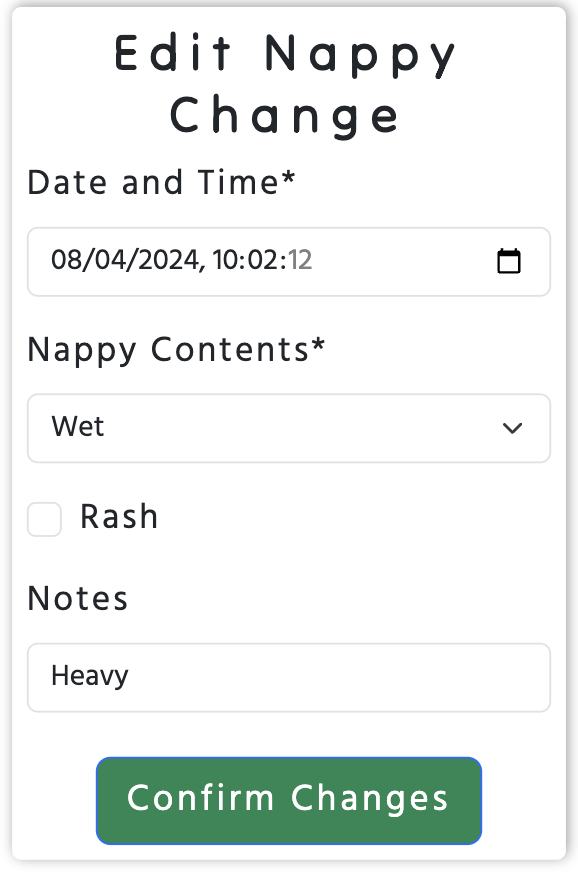 Edit Nappy
Change
Date and Time*
08/04/2024, 10:02:12
Nappy Contents*
Wet
Rash
Notes
Heavy
Confirm Changes